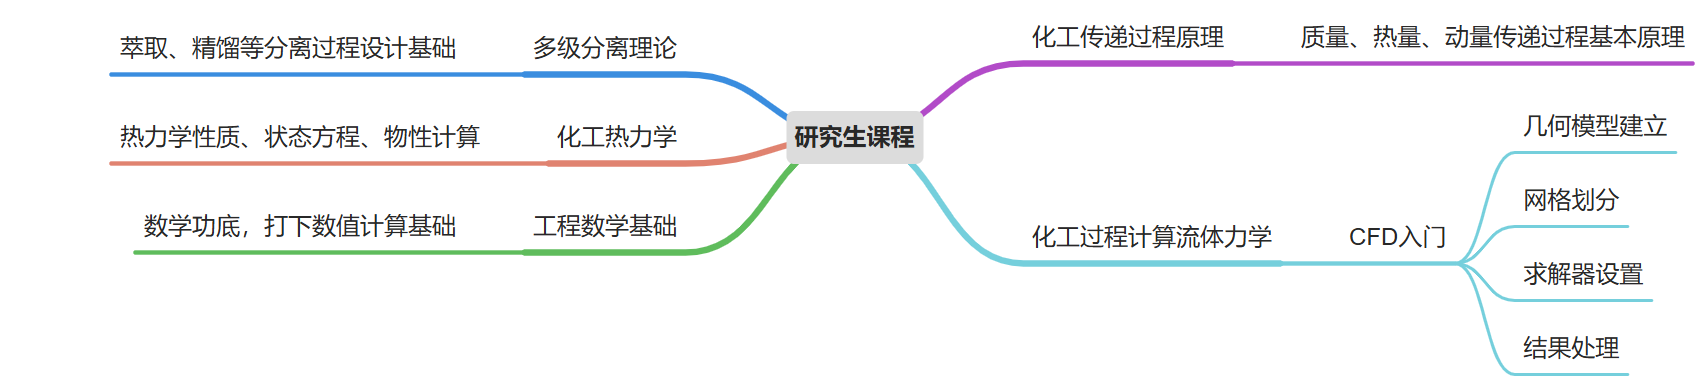 研究生课程
化工传递过程原理
质量、热量、动量传递过程基本原理
化工过程计算流体力学
CFD入门
几何模型建立
网格划分
求解器设置
结果处理
多级分离理论
萃取、精馏等分离过程设计基础
化工热力学
热力学性质、状态方程、物性计算
工程数学基础
数学功底，打下数值计算基础